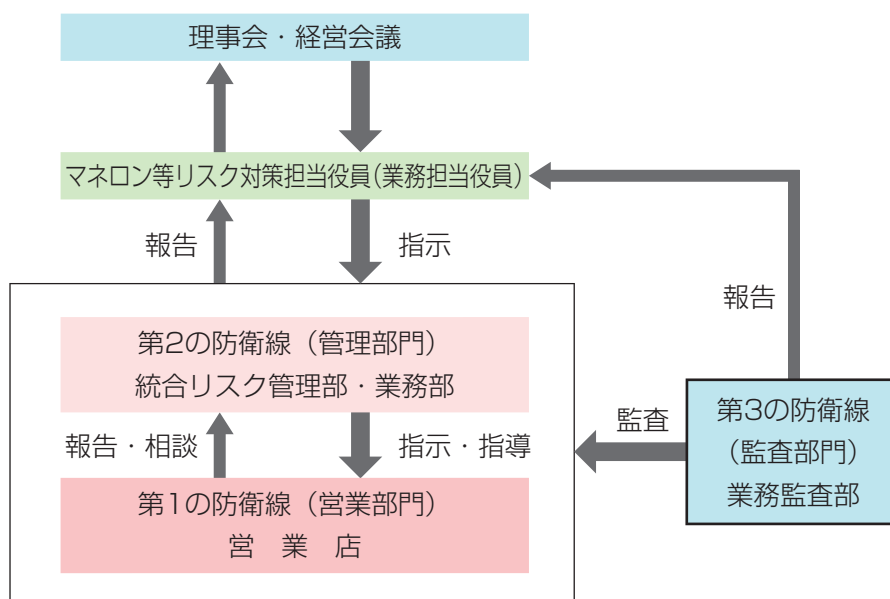 理事会・経営会議
マネロン等リスク対策担当役員(業務担当役員)
報告
指示
報告
第2の防衛線(管理部門)
統合リスク管理部・業務部
報告・相談
指示・指導
監査
第1の防衛線(営業部門)
営業店
第3の防衛線
(監査部門)
業務監査部